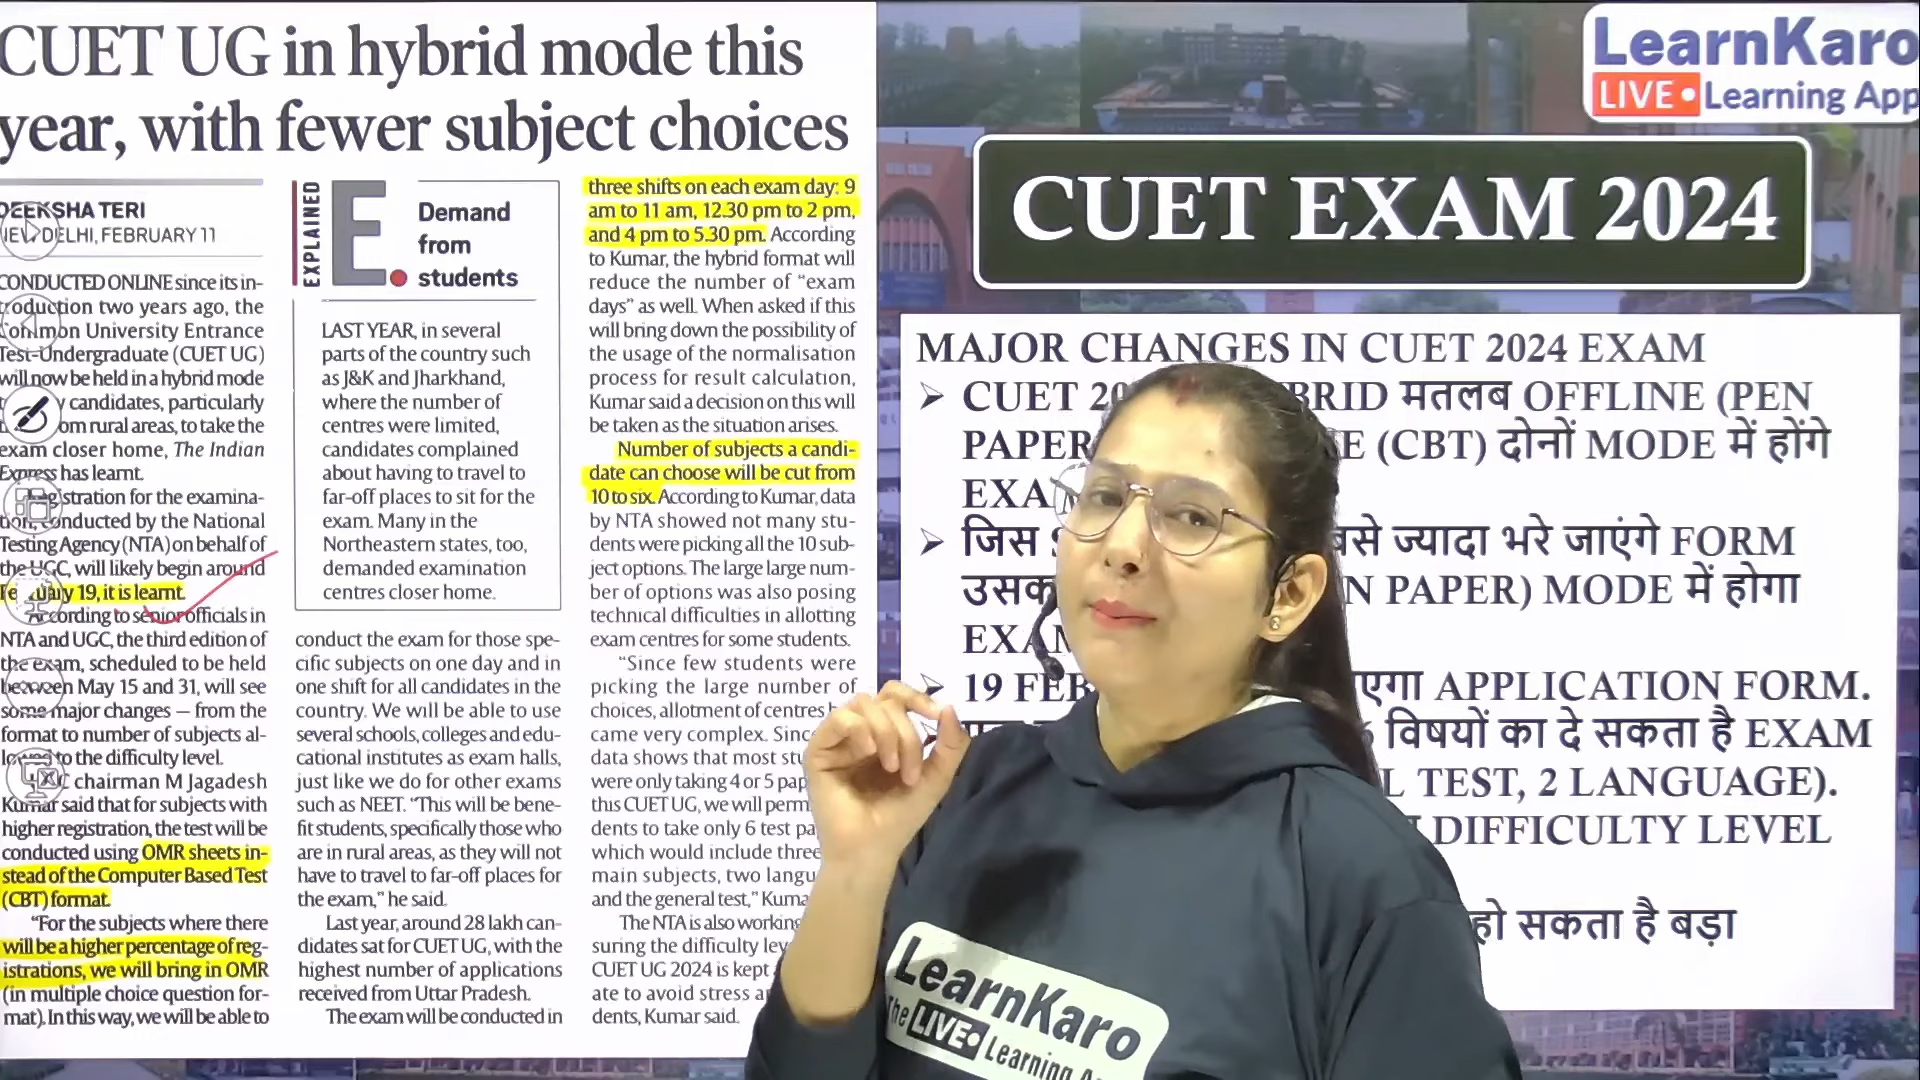 CUET UG in hybrid mode this
year, with fewer subject choices
DEEKSHA TERI
NEW DELHI, FEBRUARY 11
CONDUCTED ONLINE since its in-
troduction two years ago, the
Common University Entrance
Test-Undergraduate (CUET UG)
will now be held in a hybrid mode
candidates, particularly
from rural areas, to take the
exam closer home, The Indian
Express has learnt.
Registration for the examina-
tion, conducted by the National
Testing Agency (NTA) on behalf of
the UGC, will likely begin around
February 19, it is learnt.
According to senior officials in
NTA and UGC, the third edition of
the exam, scheduled to be held
between May 15 and 31, will see
some major changes — from the
format to number of subjects al-
lowed to the difficulty level.
chairman M Jagadesh
Kumar said that for subjects with
higher registration, the test will be
conducted using OMR sheets in-
stead of the Computer Based Test
(CBT) format.
“For the subjects where there
will be a higher percentage of reg-
istrations, we will bring in OMR
(in multiple choice question for-
mat). In this way, we will be able to
EXPLAINED
E.
Demand
from
students
LAST YEAR, in several
parts of the country such
as J&K and Jharkhand,
where the number of
centres were limited,
candidates complained
about having to travel to
far-off places to sit for the
exam. Many in the
Northeastern states, too,
demanded examination
centres closer home.
conduct the exam for those spe-
cific subjects on one day and in
one shift for all candidates in the
country. We will be able to use
several schools, colleges and edu-
cational institutes as exam halls,
just like we do for other exams
such as NEET. “This will be bene-
fit students, specifically those who
are in rural areas, as they will not
have to travel to far-off places for
the exam,” he said.
Last year, around 28 lakh can-
didates sat for CUET UG, with the
highest number of applications
received from Uttar Pradesh.
The exam will be conducted in
three shifts on each exam day: 9
am to 11 am, 12.30 pm to 2 pm,
and 4 pm to 5.30 pm. According
to Kumar, the hybrid format will
reduce the number of “exam
days” as well. When asked if this
will bring down the possibility of
the usage of the normalisation
process for result calculation,
Kumar said a decision on this will
be taken as the situation arises.
Number of subjects a candi-
date can choose will be cut from
10 to six. According to Kumar, data
by NTA showed not many stu-
dents were picking all the 10 sub-
ject options. The large large num-
ber of options was also posing
technical difficulties in allotting
exam centres for some students.
“Since few students were
picking the large number of
choices, allotment of centres
came very complex.
data shows that most
were only taking 4 or 5
this CUET UG, we will
dents to take only 6 test
which would include three
main subjects, two
and the general test,”
The NTA is also working
suring the difficulty
CUET UG 2024 is kept
ate to avoid stress
dents, Kumar said.
LearnKaro
LIVE Learning App
CUET EXAM 2024
MAJOR CHANGES IN CUET 2024 EXAM
CUET मतलब OFFLINE (PEN
PAPER (CBT) दोनों MODE में होंगे
जिस ज्यादा भरे जाएंगे FORM
PAPER) MODE में होगा
19 APPLICATION FORM.
विषयों का दे सकता है EXAM
TEST, 2 LANGUAGE).
DIFFICULTY LEVEL
हो सकता है बड़ा
LearnKaro
The LIVE Learning